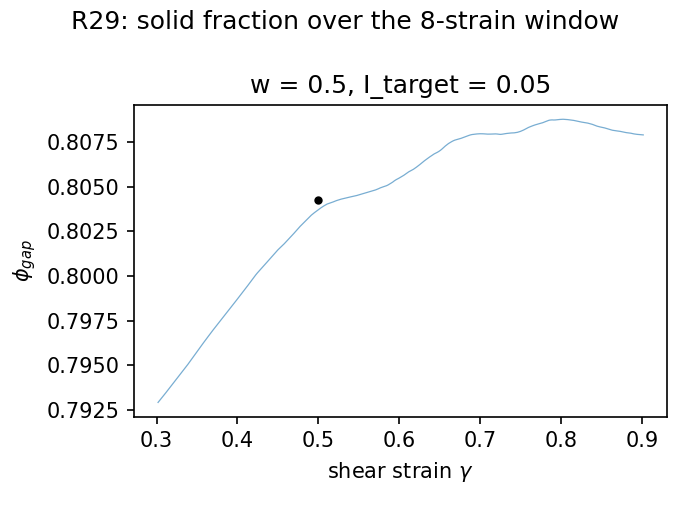 R29: solid fraction over the 8-strain window
w = 0.5, I_target = 0.05
0.8075
0.8050
0.8025
0.8000
0.7975
0.7950
0.7925
ϕgap
0.3 0.4 0.5 0.6 0.7 0.8 0.9
shear strain γ